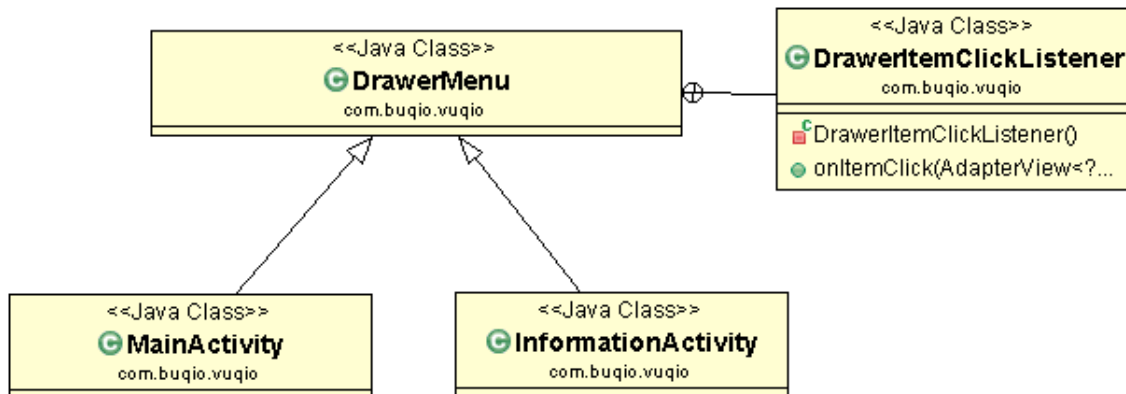 <<Java Class>>
DrawerMenu
com.buqio.vuqio
<<Java Class>>
DrawerItemClickListener
com.buqio.vuqio
DrawerItemClickListener()
onItemClick(AdapterView<?...
<<Java Class>>
MainActivity
com.buqio.vuqio
<<Java Class>>
InformationActivity
com.buqio.vuqio